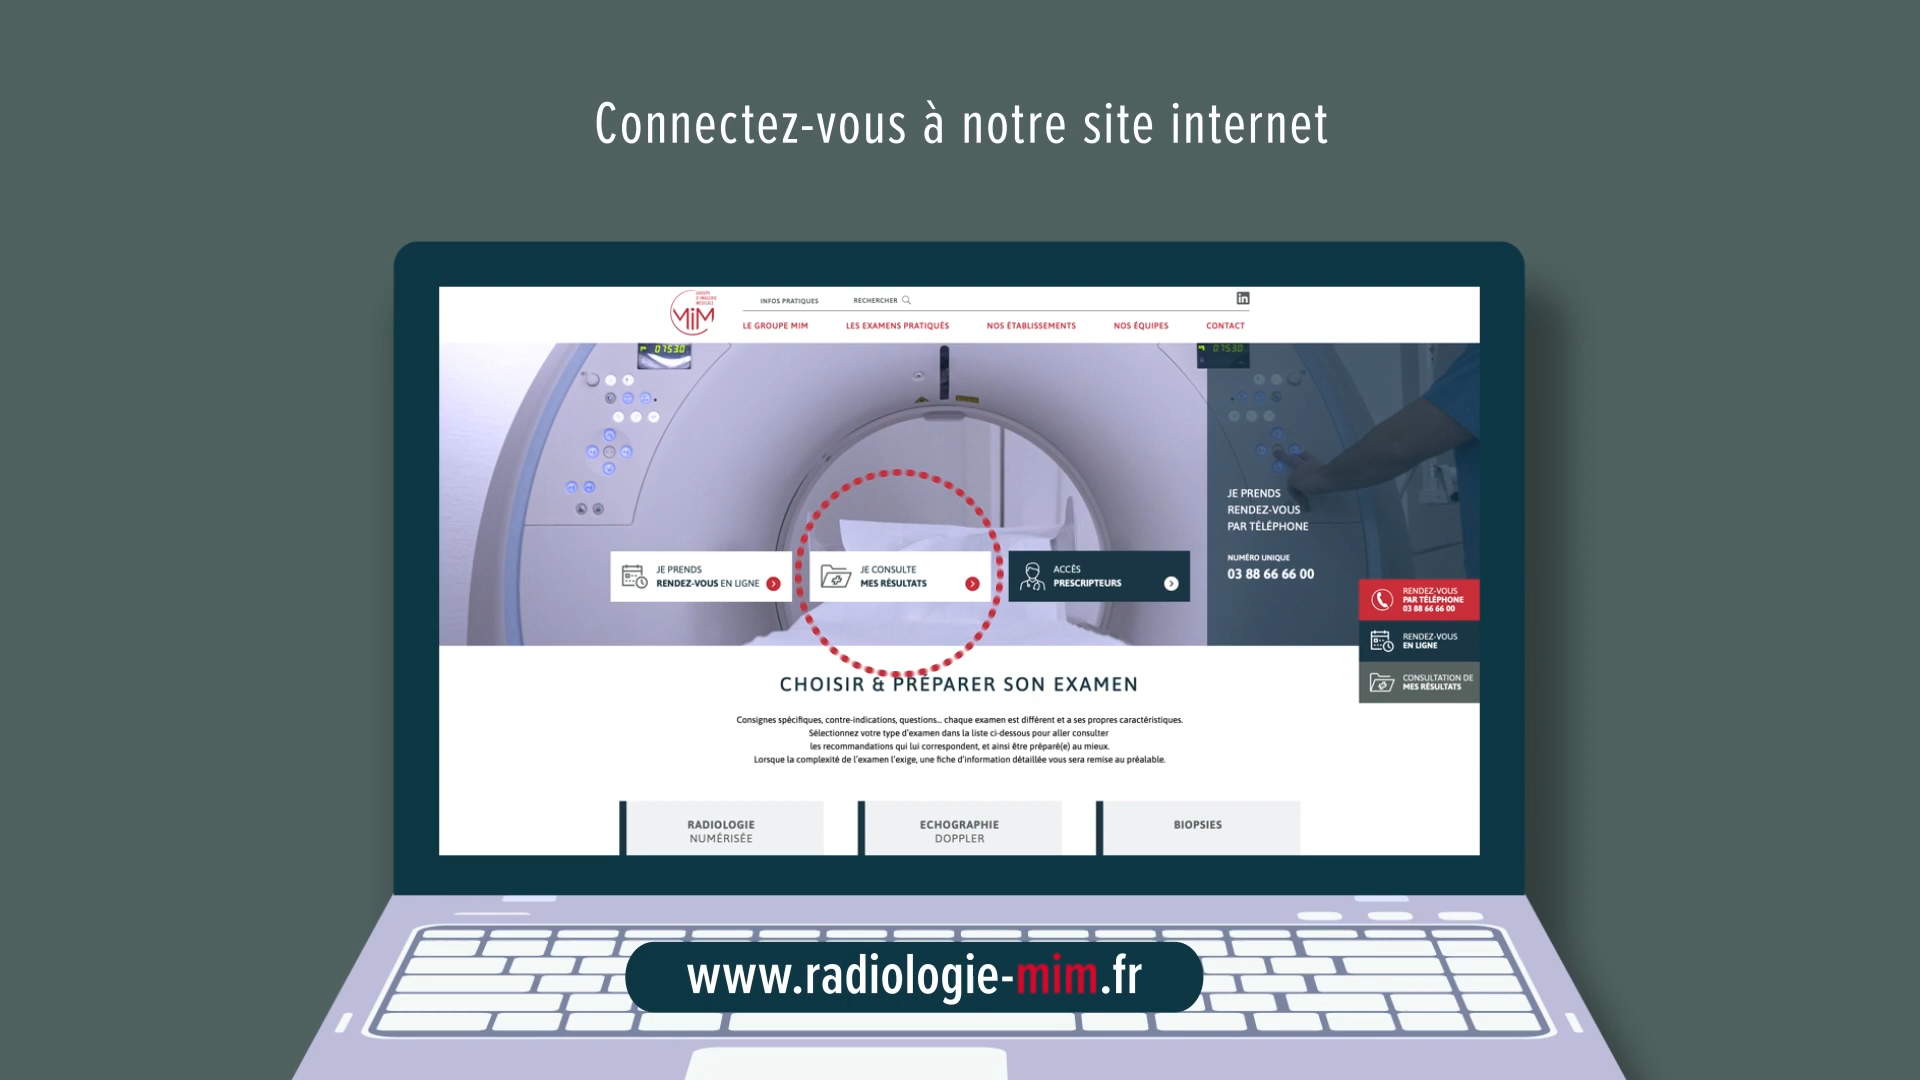 Connectez-vous à notre site internet
GROUPE
D'IMAGERIE
MÉDICALE
MiM
INFOS PRATIQUES
RECHERCHER
in
LE GROUPE MIM
LES EXAMENS PRATIQUÉS
NOS ÉTABLISSEMENTS
NOS ÉQUIPES
CONTACT
JE PRENDS
RENDEZ-VOUS EN LIGNE
JE CONSULTE
MES RÉSULTATS
ACCÈS
PRESCRIPTEURS
JE PRENDS
RENDEZ-VOUS
PAR TÉLÉPHONE
NUMÉRO UNIQUE
03 88 66 66 00
RENDEZ-VOUS
PAR TÉLÉPHONE
03 88 66 66 00
RENDEZ-VOUS
EN LIGNE
CONSULTATION DE
MES RÉSULTATS
CHOISIR & PRÉPARER SON EXAMEN
Consignes spécifiques, contre-indications, questions... chaque examen est différent et a ses propres caractéristiques.
Sélectionnez votre type d'examen dans la liste ci-dessous pour aller consulter
les recommandations qui lui correspondent, et ainsi être préparé(e) au mieux.
Lorsque la complexité de l'examen l'exige, une fiche d'information détaillée vous sera remise au préalable.
RADIOLOGIE
NUMÉRISÉE
ECHOGRAPHIE
DOPPLER
BIOPSIES
www.radiologie-mim.fr